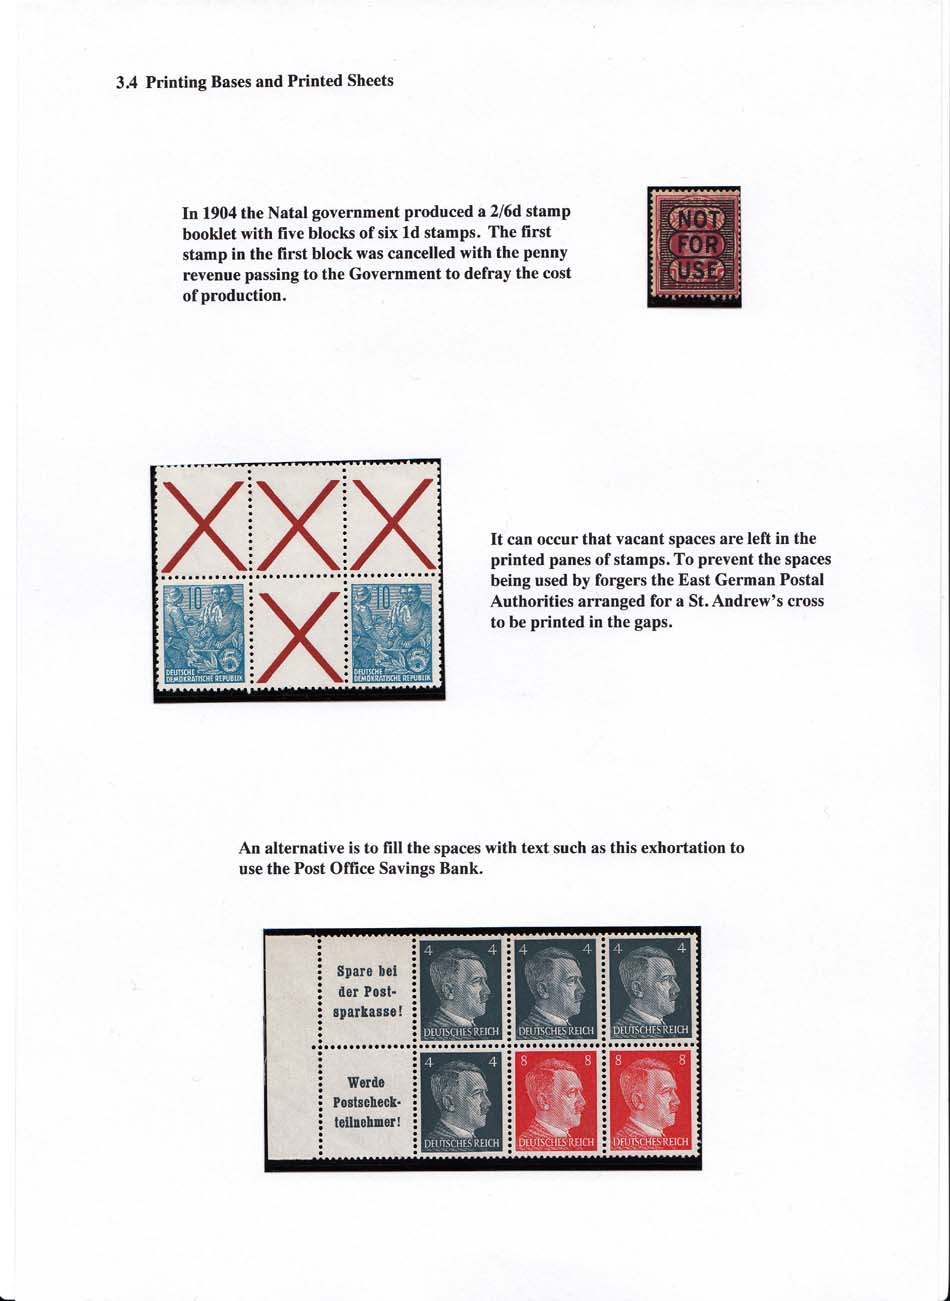 3.4 Printing Bases and Printed Sheets
In 1904 the Natal government produced a 2/6d stamp
booklet with five blocks of six 1d stamps. The first
stamp in the first block was cancelled with the penny
revenue passing to the Government to defray the cost
of production.
NOT
FOR
USE
It can occur that vacant spaces are left in the
printed panes of stamps. To prevent the spaces
being used by forgers the East German Postal
Authorities arranged for a St. Andrew's cross
to be printed in the gaps.
10
5
DEUTSCHE
DEMOKRATISCHE REPUBLIK
10
5
DEUTSCHE
DEMOKRATISCHE REPUBLIK
An alternative is to fill the spaces with text such as this exhortation to
use the Post Office Savings Bank.
Spare bei
der Post-
sparkasse!
4 4
DEUTSCHES REICH
4 4
DEUTSCHES REICH
4 4
DEUTSCHES REICH
Werde
Postscheck-
teilnehmer!
4 4
DEUTSCHES REICH
8 8
DEUTSCHES REICH
8 8
DEUTSCHES REICH